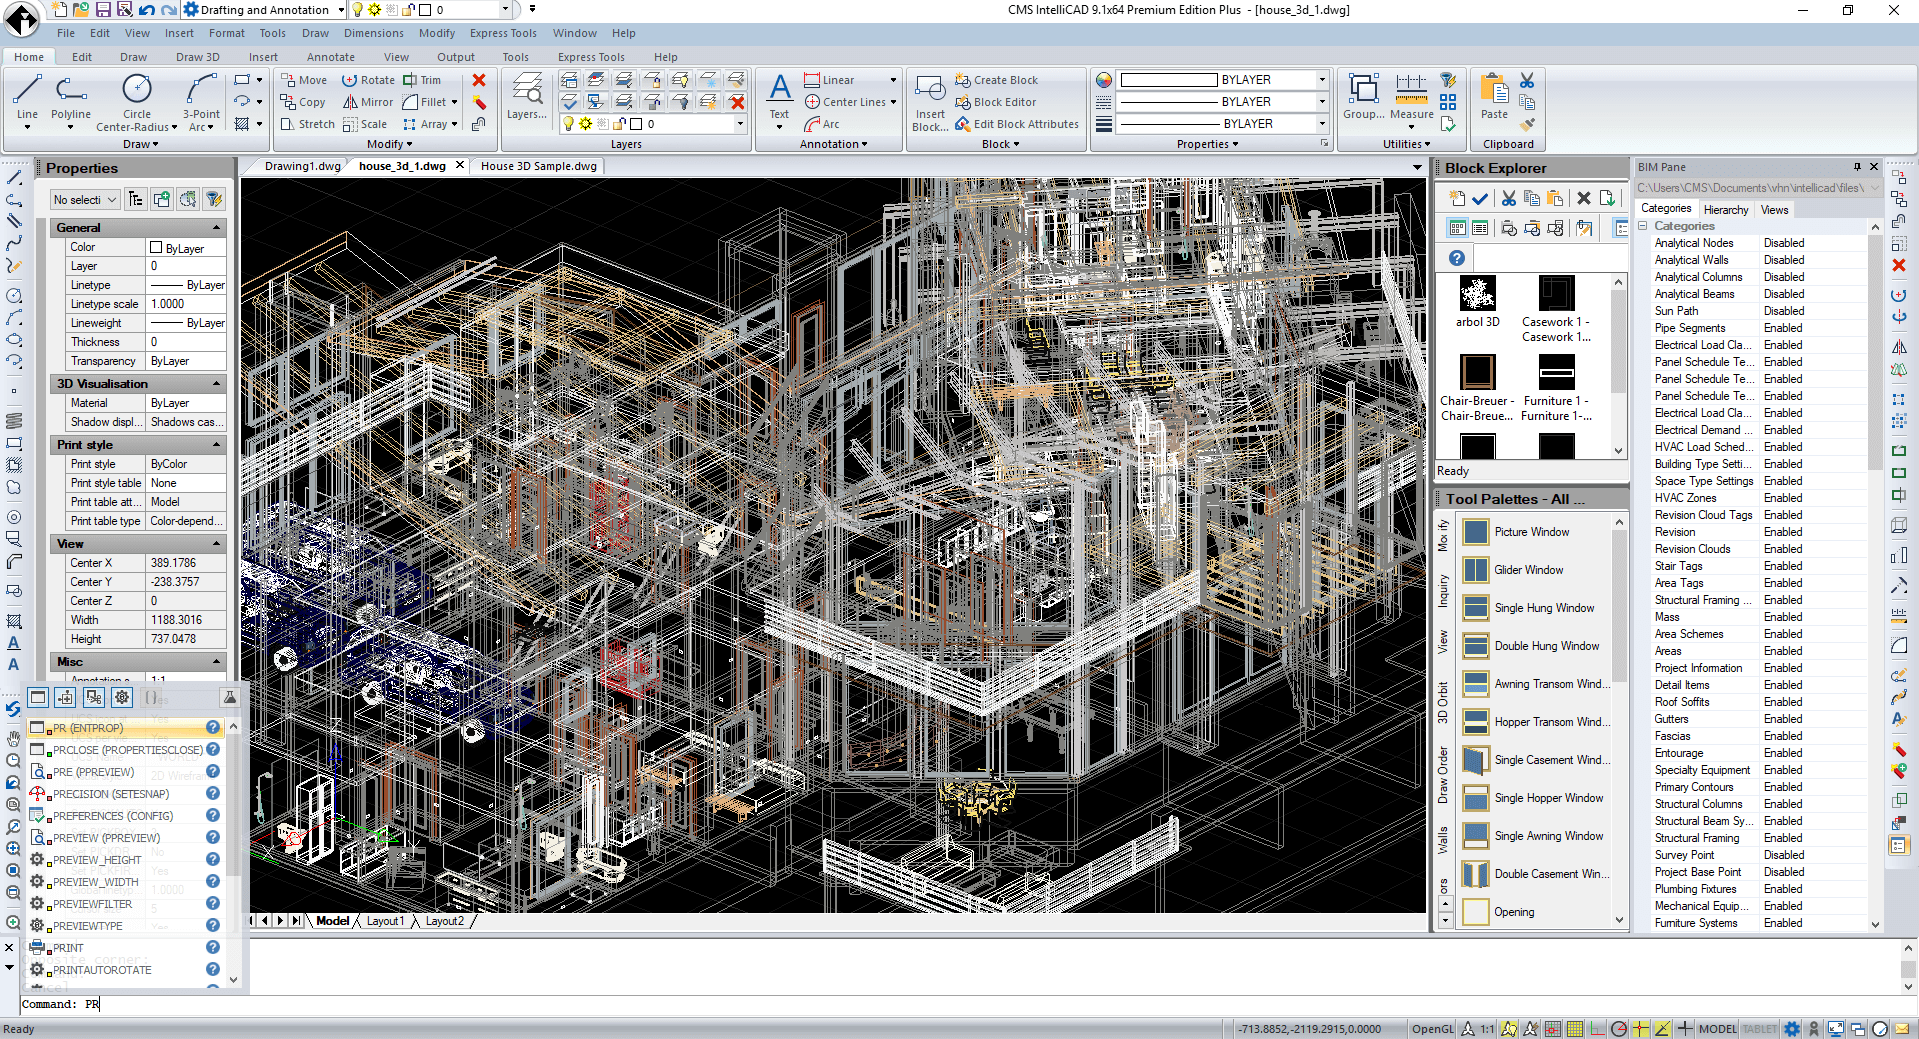 Drafting and Annotation
0
CMS IntelliCAD 9.1x64 Premium Edition Plus - [house_3d_1.dwg]
File Edit View Insert Format Tools Draw Dimensions Modify Express Tools Window Help
Home Edit Draw Draw 3D Insert Annotate View Output Tools Express Tools Help
Line
Polyline
Circle Center-Radius
3-Point Arc
Draw
Move Rotate Trim
Copy Mirror Fillet
Stretch Scale Array
Modify
Layers...
0
Layers
Text
Linear
Center Lines
Arc
Annotation
Insert Block...
Create Block
Block Editor
Edit Block Attributes
Block
BYLAYER
BYLAYER
BYLAYER
Properties
Group... Measure
Utilities
Paste
Clipboard
Properties
No selecti
General
Color ByLayer
Layer 0
Linetype ByLayer
Linetype scale 1.0000
Lineweight ByLayer
Thickness 0
Transparency ByLayer
3D Visualisation
Material ByLayer
Shadow displ... Shadows cas...
Print style
Print style ByColor
Print style table None
Print table att... Model
Print table type Color-depend...
View
Center X 389.1786
Center Y -238.3757
Center Z 0
Width 1188.3016
Height 737.0478
Misc
PR (ENTPROP)
PRCLOSE (PROPERTIESCLOSE)
PRE (PPREVIEW)
PRECISION (SETESNAP)
PREFERENCES (CONFIG)
PREVIEW (PPREVIEW)
PREVIEW_HEIGHT
PREVIEW_WIDTH
PREVIEWFILTER
PREVIEWTYPE
PRINT
PRINTAUTOROTATE
Drawing1.dwg house_3d_1.dwg House 3D Sample.dwg
Model Layout1 Layout2
Block Explorer
arbol 3D
Casework 1 -
Casework 1...
Chair-Breuer -
Chair-Breue...
Furniture 1 -
Furniture 1-...
Ready
Tool Palettes - All ...
Modify
Inquiry
View
3D Orbit
Draw Order
Walls
ors
Picture Window
Glider Window
Single Hung Window
Double Hung Window
Awning Transom Wind...
Hopper Transom Window
Single Casement Wind...
Single Hopper Window
Single Awning Window
Double Casement Win...
Opening
BIM Pane
C:\Users\CMS\Documents\vhn\intellicad\files\
Categories Hierarchy Views
Categories
Analytical Nodes Disabled
Analytical Walls Disabled
Analytical Columns Disabled
Analytical Beams Disabled
Sun Path Disabled
Pipe Segments Enabled
Electrical Load Cla... Enabled
Panel Schedule Te... Enabled
Panel Schedule Te... Enabled
Panel Schedule Te... Enabled
Electrical Load Cla... Enabled
Electrical Demand ... Enabled
HVAC Load Sched... Enabled
Building Type Setti... Enabled
Space Type Settings Enabled
HVAC Zones Enabled
Revision Cloud Tags Enabled
Revision Enabled
Revision Clouds Enabled
Stair Tags Enabled
Area Tags Enabled
Structural Framing ... Enabled
Mass Enabled
Area Schemes Enabled
Areas Enabled
Project Information Enabled
Detail Items Enabled
Roof Soffits Enabled
Gutters Enabled
Fascias Enabled
Entourage Enabled
Specialty Equipment Enabled
Primary Contours Enabled
Structural Columns Enabled
Structural Beam Sy... Enabled
Structural Framing Enabled
Survey Point Disabled
Project Base Point Disabled
Plumbing Fixtures Enabled
Mechanical Equip... Enabled
Furniture Systems Enabled
Command: PR
Ready
-713.8852,-2119.2915,0.0000
OpenGL
1:1
MODEL
TABLET